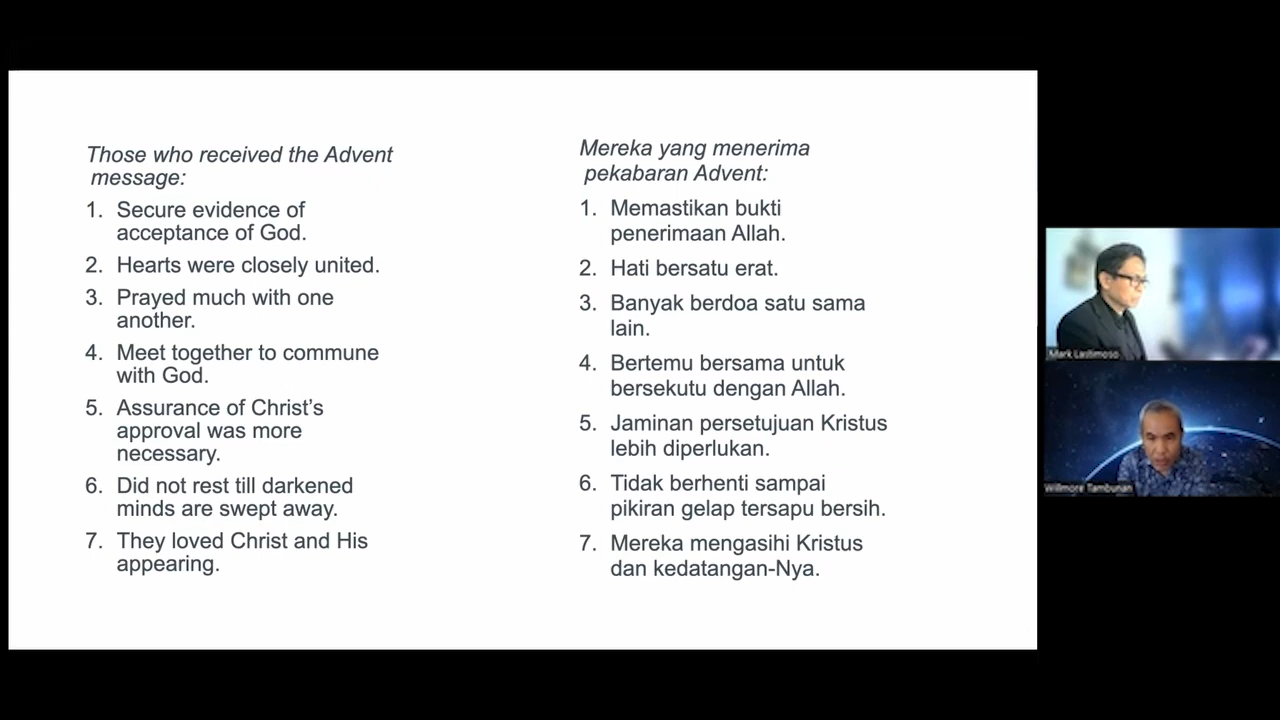 Those who received the Advent
message:
1. Secure evidence of
acceptance of God.
2. Hearts were closely united.
3. Prayed much with one
another.
4. Meet together to commune
with God.
5. Assurance of Christ’s
approval was more
necessary.
6. Did not rest till darkened
minds are swept away.
7. They loved Christ and His
appearing.
Mereka yang menerima
pekabaran Advent:
1. Memastikan bukti
penerimaan Allah.
2. Hati bersatu erat.
3. Banyak berdoa satu sama
lain.
4. Bertemu bersama untuk
bersekutu dengan Allah.
5. Jaminan persetujuan Kristus
lebih diperlukan.
6. Tidak berhenti sampai
pikiran gelap tersapu bersih.
7. Mereka mengasihi Kristus
dan kedatangan-Nya.
Mark Lastimoso
Willmore Tambunan